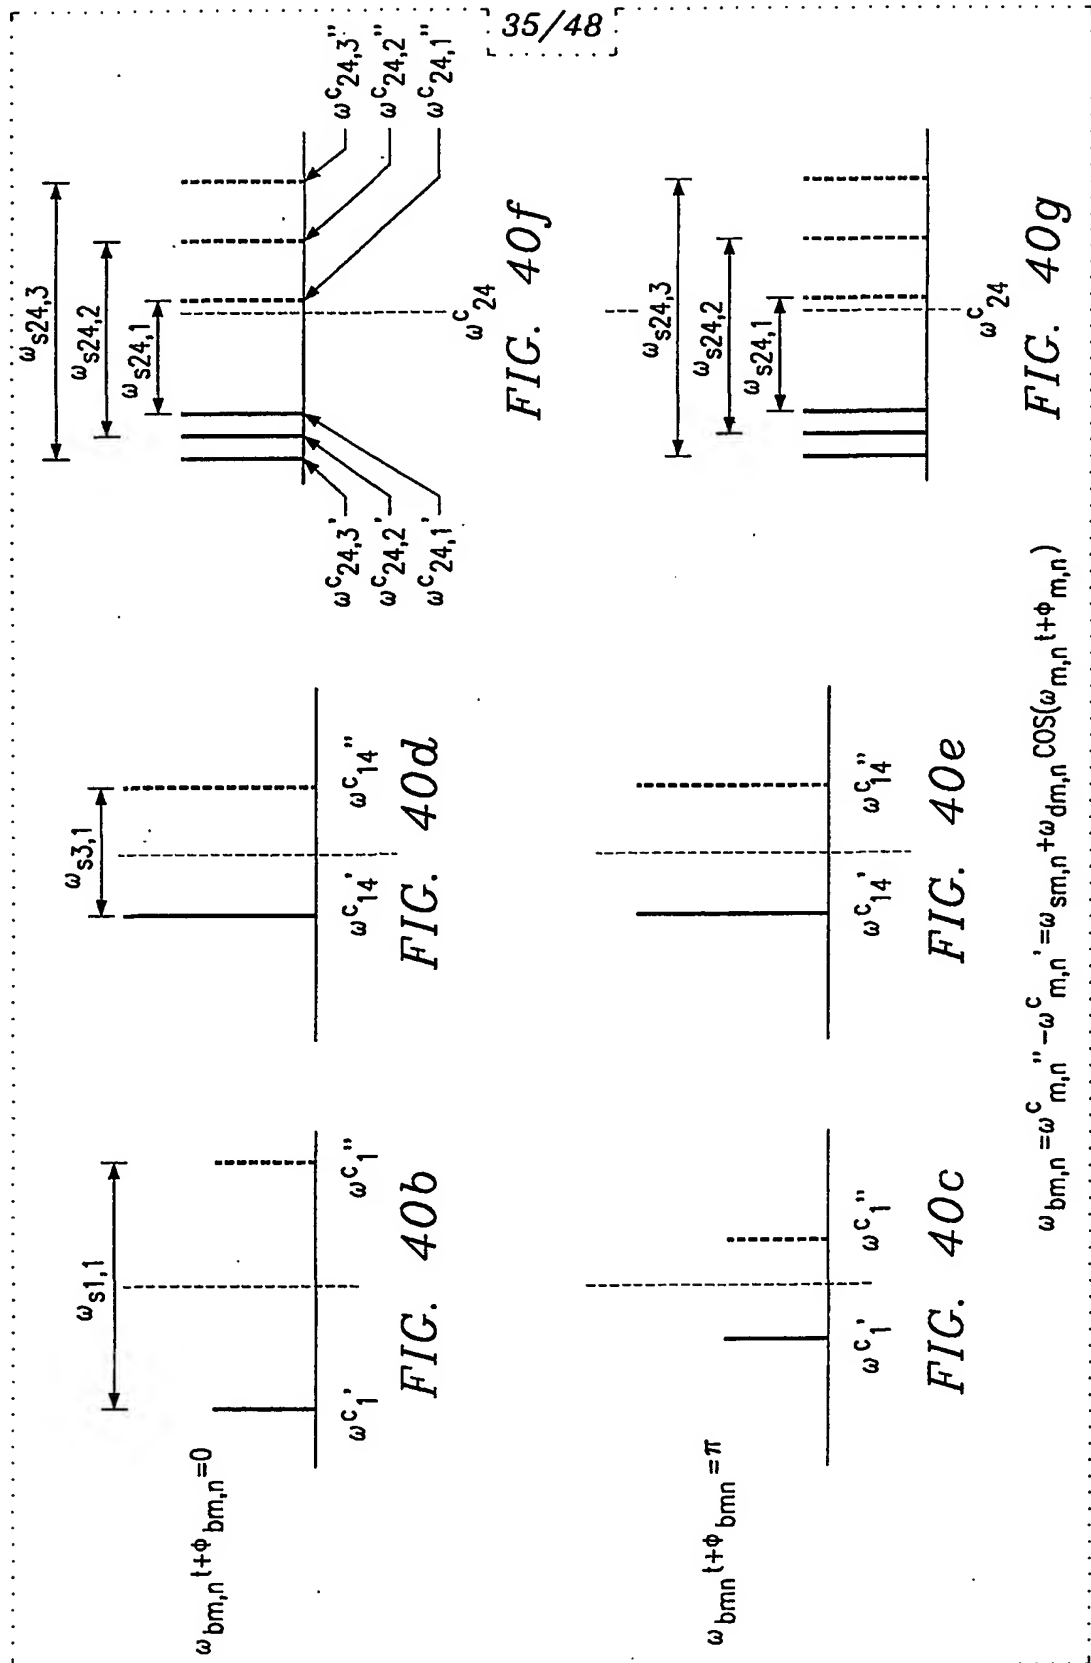 35/48
ω_bm,n t+Φ_bm,n=0
ω_s1,1
ω^c_1' ω^c_1''
FIG. 40b
ω_s3,1
ω^c_14' ω^c_14''
FIG. 40d
ω_s24,3
ω_s24,2
ω_s24,1
ω^c_24,3'
ω^c_24,2'
ω^c_24,1'
ω^c_24,3''
ω^c_24,2''
ω^c_24,1''
ω^c_24
FIG. 40f
ω_bmn t+Φ_bmn=π
ω^c_1' ω^c_1''
FIG. 40c
ω^c_14' ω^c_14''
FIG. 40e
ω_s24,3
ω_s24,2
ω_s24,1
ω^c_24
FIG. 40g
ω_bm,n=ω^c_m,n''-ω^c_m,n'=ω_sm,n+ω_dm,n COS(ω_m,n t+Φ_m,n)